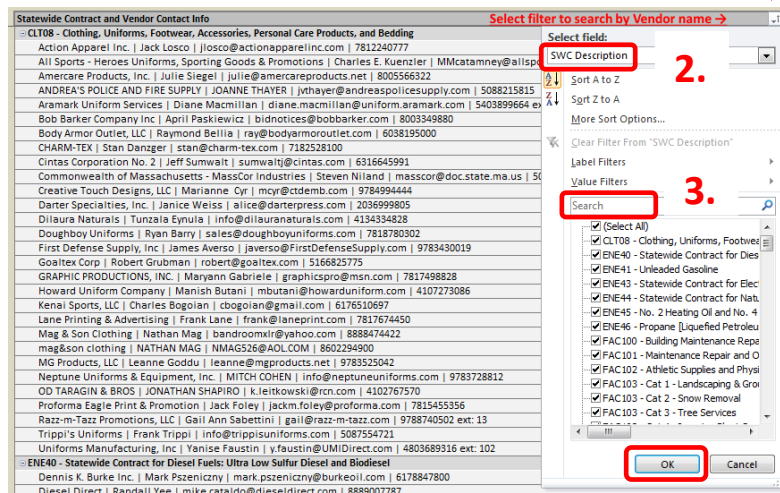 Statewide Contract and Vendor Contact Info
Select filter to search by Vendor name →
CLT08 - Clothing, Uniforms, Footwear, Accessories, Personal Care Products, and Bedding
Action Apparel Inc. | Jack Losco | jlosco@actionapparelinc.com | 7812240777
All Sports - Heroes Uniforms, Sporting Goods & Promotions | Charles E. Kuenzler | MMcatamney@allspo
Amercare Products, Inc. | Julie Siegel | julie@amercareproducts.net | 8005566322
ANDREA'S POLICE AND FIRE SUPPLY | JOANNE THAYER | jvthayer@andreaspolicesupply.com | 5088215815
Aramark Uniform Services | Diane Macmillan | diane.macmillan@uniform.aramark.com | 5403899664 ex
Bob Barker Company Inc | April Paskiewicz | bidnotices@bobbarker.com | 8003349880
Body Armor Outlet, LLC | Raymond Bellia | ray@bodyarmoroutlet.com | 6038195000
CHARM-TEX | Stan Danzger | stan@charm-tex.com | 7182528100
Cintas Corporation No. 2 | Jeff Sumwalt | sumwaltj@cintas.com | 6316645991
Commonwealth of Massachusetts - MassCor Industries | Steven Niland | masscor@doc.state.ma.us | 50
Creative Touch Designs, LLC | Marianne Cyr | mcyr@ctdemb.com | 9784994444
Darter Specialties, Inc. | Janice Weiss | alice@darterpress.com | 2036999805
Dilaura Naturals | Tunzala Eynula | info@dilauranaturals.com | 4134334828
Doughboy Uniforms | Ryan Barry | sales@doughboyuniforms.com | 7818780302
First Defense Supply, Inc | James Averso | javerso@FirstDefenseSupply.com | 9783430019
Goaltex Corp | Robert Grubman | robert@goaltex.com | 5166825775
GRAPHIC PRODUCTIONS, INC. | Maryann Gabriele | graphicspro@msn.com | 7817498828
Howard Uniform Company | Manish Butani | mbutani@howarduniform.com | 4107273086
Kenai Sports, LLC | Charles Bogoian | cbogoian@gmail.com | 6176510697
Lane Printing & Advertising | Frank Lane | frank@laneprint.com | 7817674450
Mag & Son Clothing | Nathan Mag | bandroomxlr@yahoo.com | 8888474422
mag&son clothing | NATHAN MAG | NMAG526@AOL.COM | 8602294900
MG Products, LLC | Leanne Goddu | leanne@mgproducts.net | 9783525042
Neptune Uniforms & Equipment, Inc. | MITCH COHEN | info@neptuneuniforms.com | 9783728812
OD TARAGIN & BROS | JONATHAN SHAPIRO | k.leitkowski@rcn.com | 4102767570
Proforma Eagle Print & Promotion | Jack Foley | jackm.foley@proforma.com | 7815455356
Razz-m-Tazz Promotions, LLC | Gail Ann Sabettini | gail@razz-m-tazz.com | 9788740502 ext: 13
Trippi's Uniforms | Frank Trippi | info@trippisuniforms.com | 5087554721
Uniforms Manufacturing, Inc | Yanise Faustin | y.faustin@UMIDirect.com | 4803689316 ext: 102
ENE40 - Statewide Contract for Diesel Fuels: Ultra Low Sulfur Diesel and Biodiesel
Dennis K. Burke Inc. | Mark Pszeniczny | mark.pszeniczny@burkeoil.com | 6178847800
Diesel Direct | Randall Yee | mike.cataldo@dieseldirect.com | 8889007787
Select field:
SWC Description
2.
Sort A to Z
Sort Z to A
More Sort Options...
Clear Filter From "SWC Description"
Label Filters
Value Filters
3.
Search
(Select All)
CLT08 - Clothing, Uniforms, Footwea
ENE40 - Statewide Contract for Dies
ENE41 - Unleaded Gasoline
ENE43 - Statewide Contract for Elec
ENE44 - Statewide Contract for Natu
ENE45 - No. 2 Heating Oil and No. 4
ENE46 - Propane [Liquefied Petroleu
FAC100 - Building Maintenance Repa
FAC101 - Maintenance Repair and O
FAC102 - Athletic Supplies and Physi
FAC103 - Cat 1 - Landscaping & Gro
FAC103 - Cat 2 - Snow Removal
FAC103 - Cat 3 - Tree Services
OK
Cancel